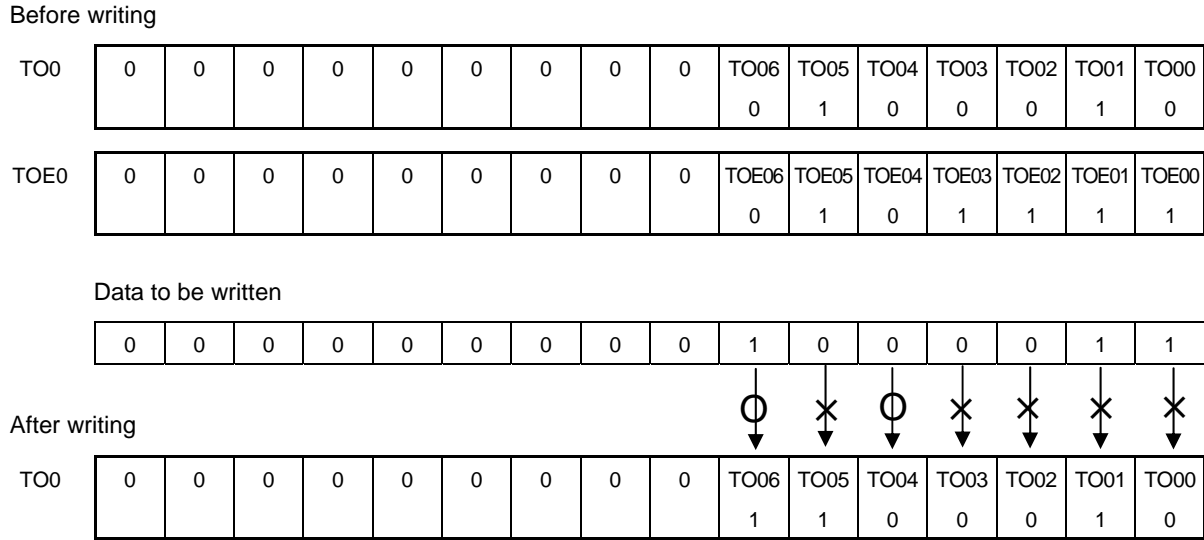 Before writing
TO0 0 0 0 0 0 0 0 0 0 TO06 TO05 TO04 TO03 TO02 TO01 TO00
0 1 0 0 0 1 0
TOE0 0 0 0 0 0 0 0 0 0 TOE06 TOE05 TOE04 TOE03 TOE02 TOE01 TOE00
0 1 0 1 1 1 1
Data to be written
0 0 0 0 0 0 0 0 0 1 0 0 0 0 1 1
O × O × × × ×
After writing
TO0 0 0 0 0 0 0 0 0 0 TO06 TO05 TO04 TO03 TO02 TO01 TO00
1 1 0 0 0 1 0